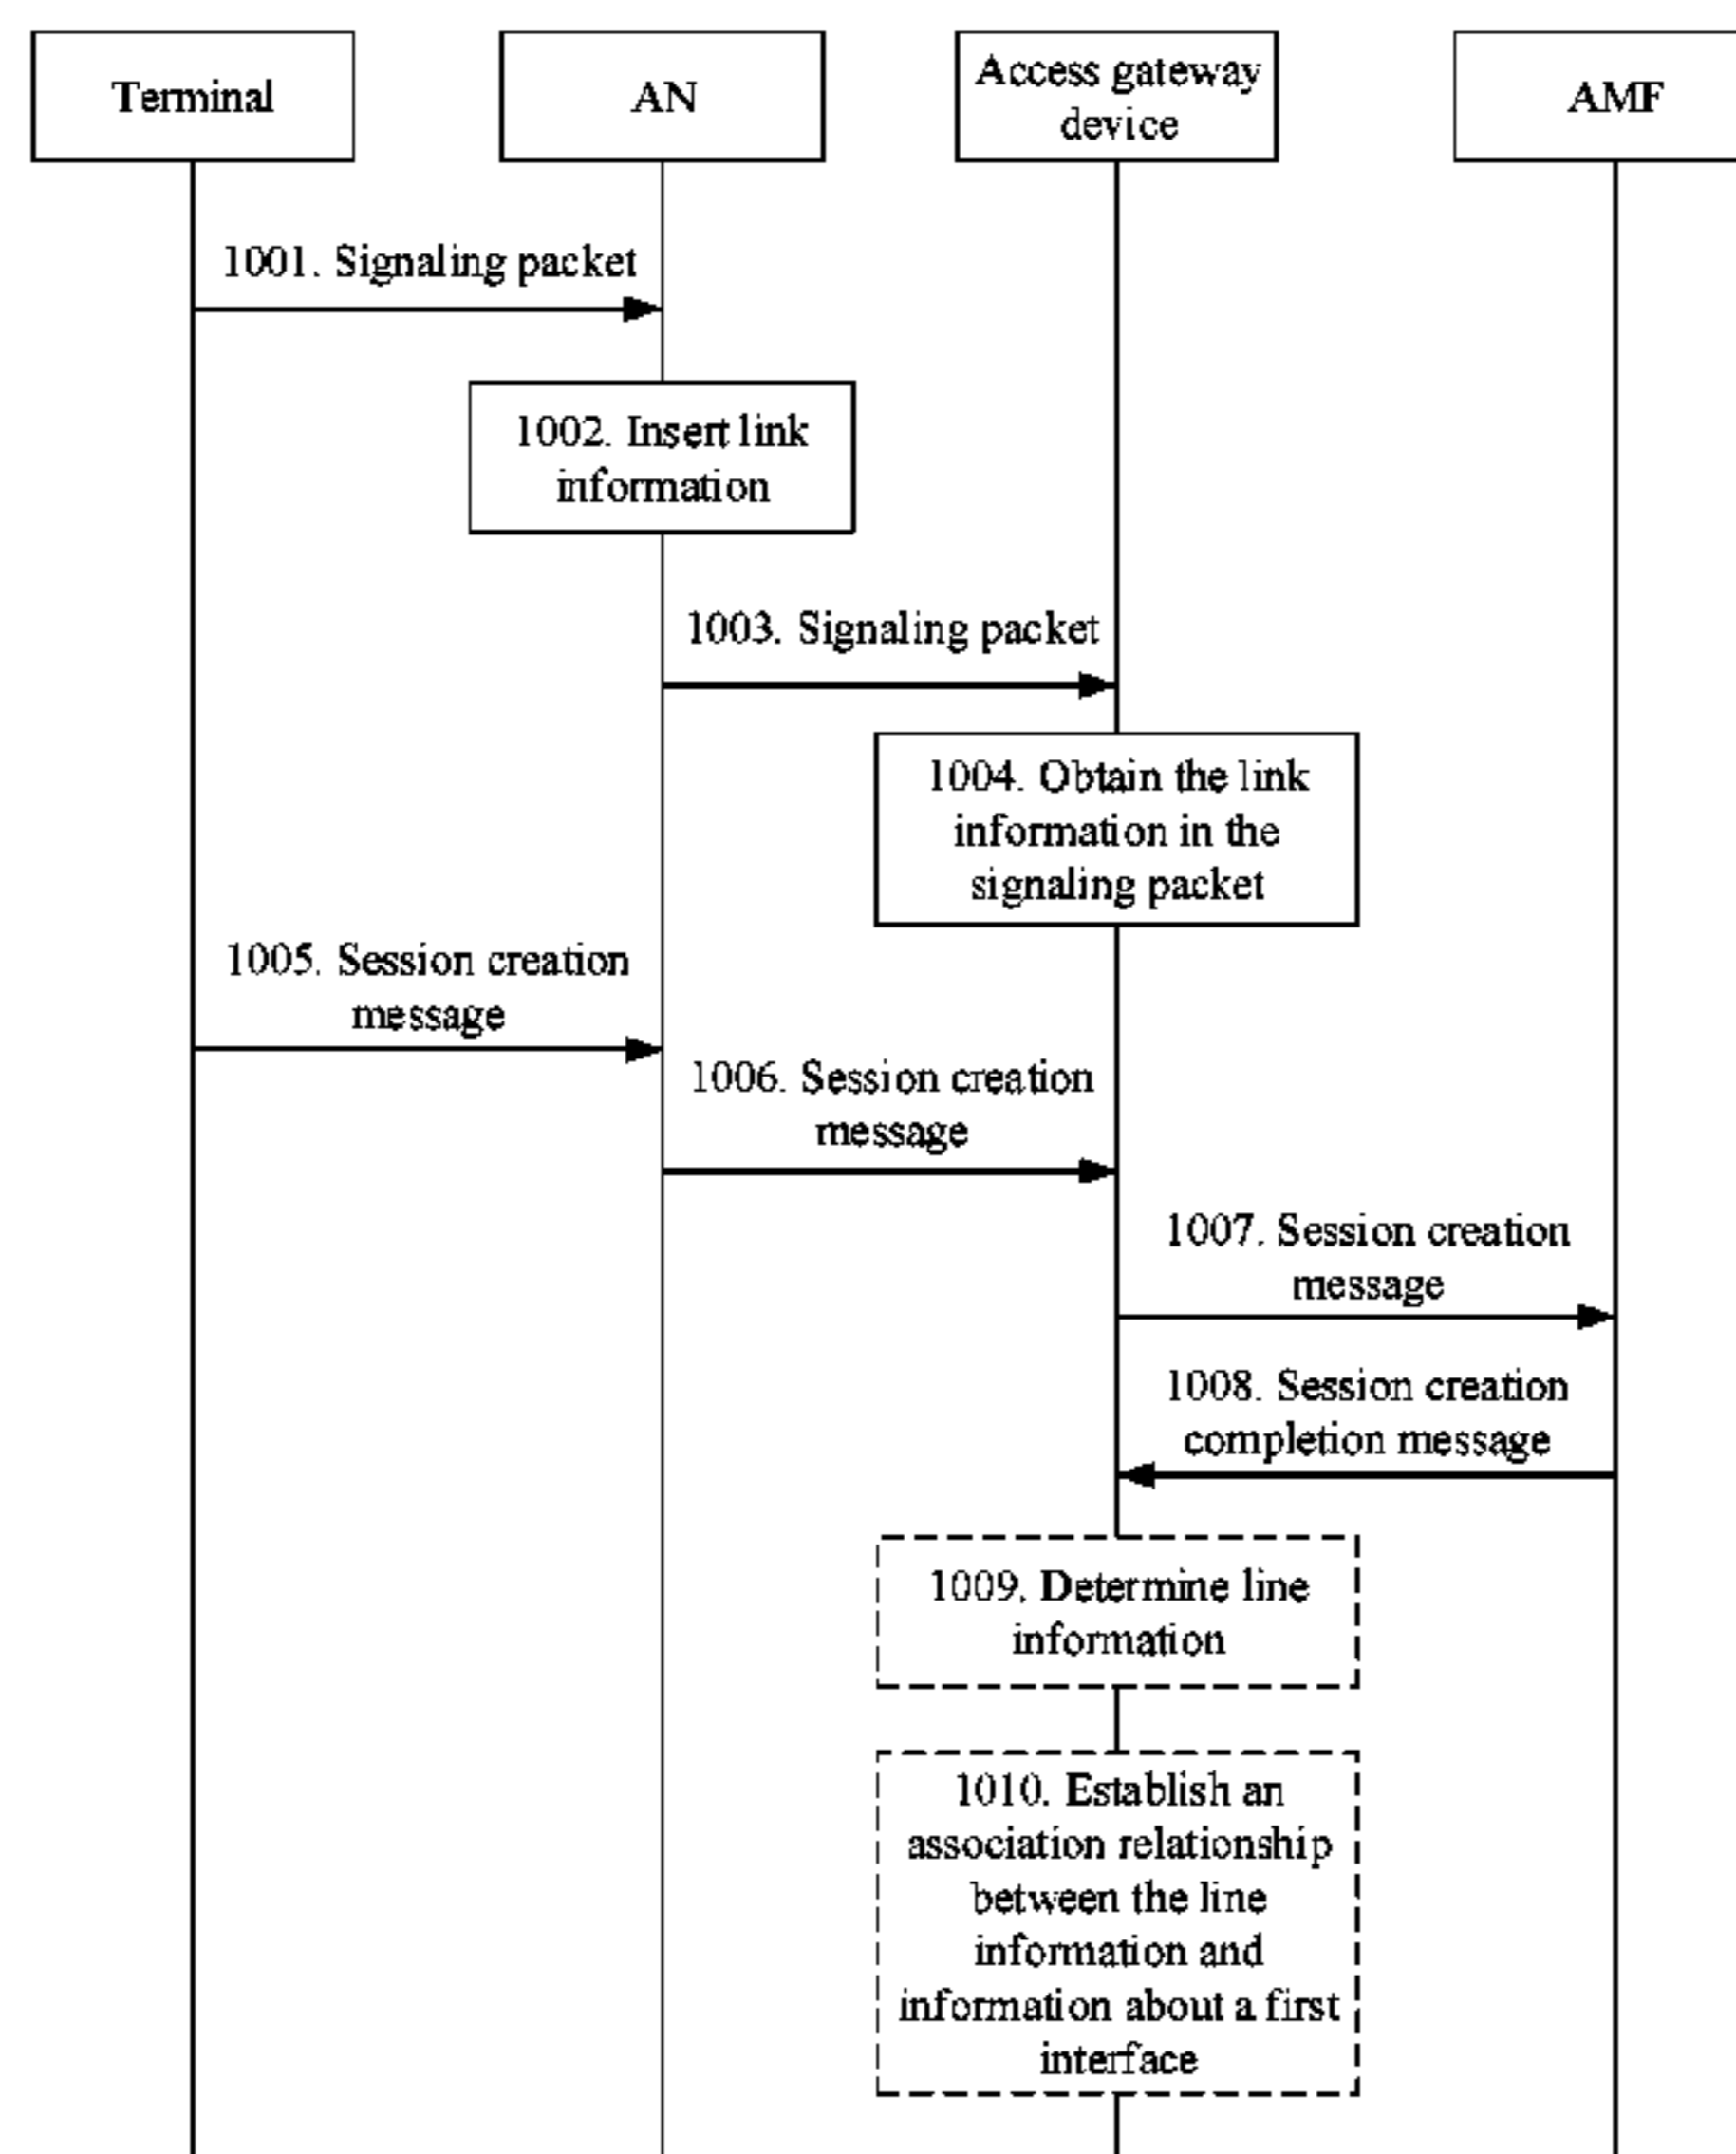 Terminal
AN
Access gateway
device
AMF
1001. Signaling packet
1002. Insert link
information
1003. Signaling packet
1004. Obtain the link
information in the
signaling packet
1005. Session creation
message
1006. Session creation
message
1007. Session creation
message
1008. Session creation
completion message
1009. Determine line
information
1010. Establish an
association relationship
between the line
information and
information about a first
interface